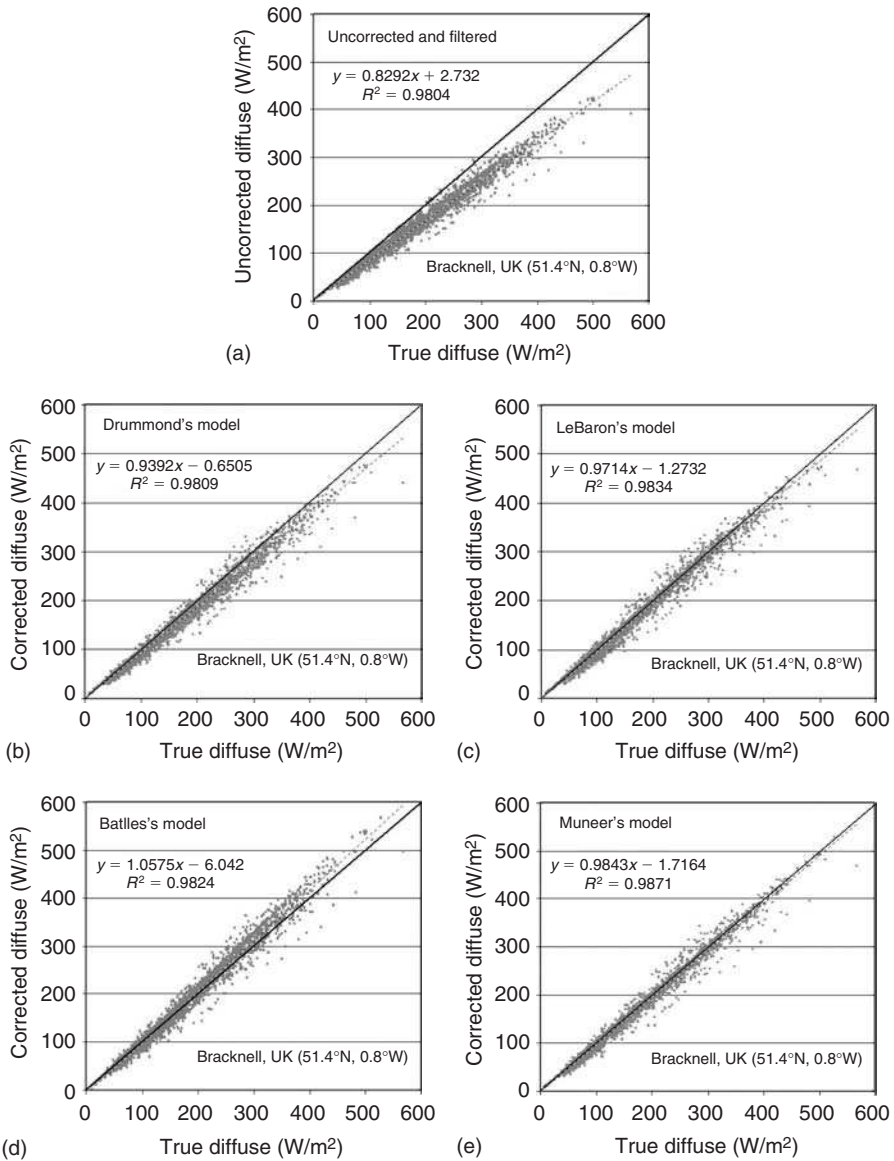 Uncorrected diffuse (W/m²)
600
500
400
300
200
100
0
Uncorrected and filtered
y = 0.8292x + 2.732
R² = 0.9804
Bracknell, UK (51.4°N, 0.8°W)
0 100 200 300 400 500 600
(a) True diffuse (W/m²)
Corrected diffuse (W/m²)
600
500
400
300
200
100
0
Drummond's model
y = 0.9392x − 0.6505
R² = 0.9809
Bracknell, UK (51.4°N, 0.8°W)
0 100 200 300 400 500 600
(b) True diffuse (W/m²)
Corrected diffuse (W/m²)
600
500
400
300
200
100
0
LeBaron's model
y = 0.9714x − 1.2732
R² = 0.9834
Bracknell, UK (51.4°N, 0.8°W)
0 100 200 300 400 500 600
(c) True diffuse (W/m²)
Corrected diffuse (W/m²)
600
500
400
300
200
100
0
Batlles's model
y = 1.0575x − 6.042
R² = 0.9824
Bracknell, UK (51.4°N, 0.8°W)
0 100 200 300 400 500 600
(d) True diffuse (W/m²)
Corrected diffuse (W/m²)
600
500
400
300
200
100
0
Muneer's model
y = 0.9843x − 1.7164
R² = 0.9871
Bracknell, UK (51.4°N, 0.8°W)
0 100 200 300 400 500 600
(e) True diffuse (W/m²)